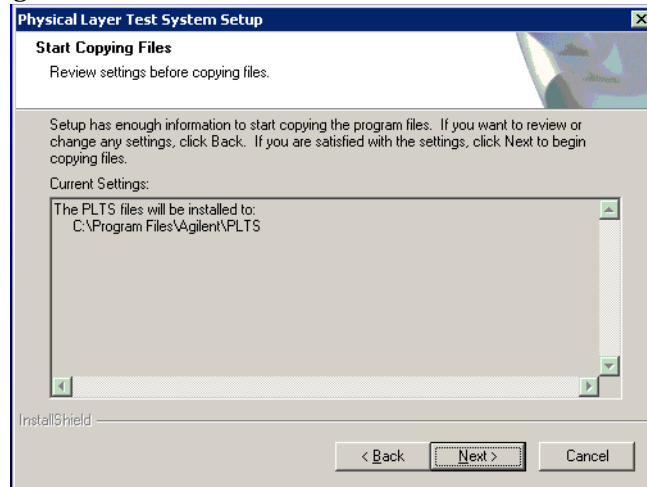 Physical Layer Test System Setup
Start Copying Files
Review settings before copying files.
Setup has enough information to start copying the program files. If you want to review or
change any settings, click Back. If you are satisfied with the settings, click Next to begin
copying files.
Current Settings:
The PLTS files will be installed to:
C:\Program Files\Agilent\PLTS
InstallShield
< Back
Next >
Cancel